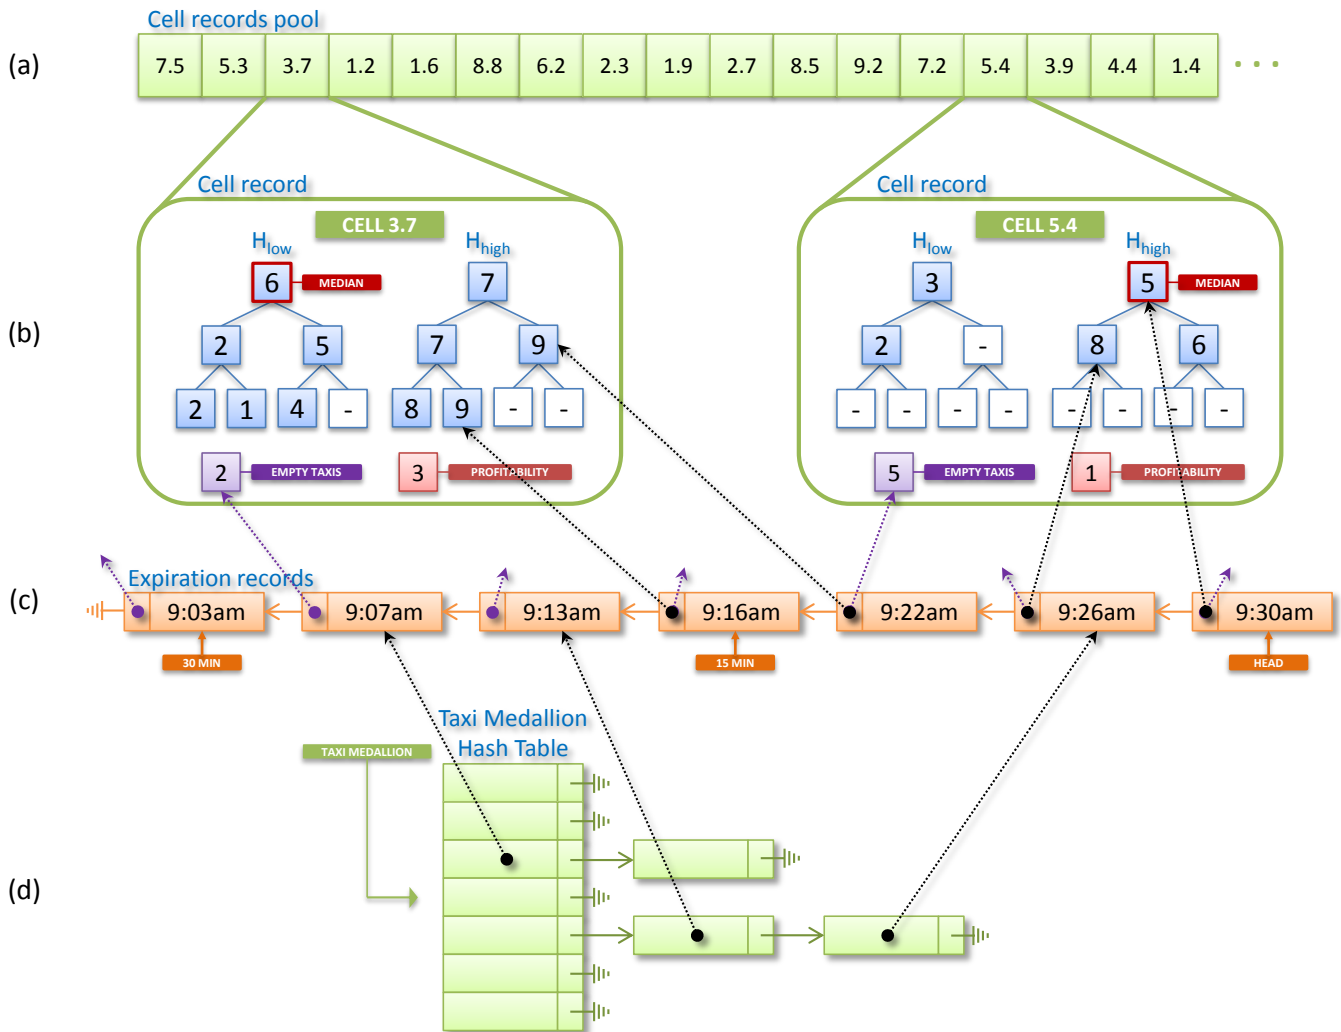 Cell records pool
(a)
7.5 5.3 3.7 1.2 1.6 8.8 6.2 2.3 1.9 2.7 8.5 9.2 7.2 5.4 3.9 4.4 1.4 · · ·
(b)
Cell record
CELL 3.7
H_low H_high
6 MEDIAN 7
2 5 7 9
2 1 4 - 8 9 - -
2 EMPTY TAXIS 3 PROFITABILITY
Cell record
CELL 5.4
H_low H_high
3 5 MEDIAN
2 - 8 6
- - - - - - - -
5 EMPTY TAXIS 1 PROFITABILITY
(c)
Expiration records
9:03am 9:07am 9:13am 9:16am 9:22am 9:26am 9:30am
30 MIN 15 MIN HEAD
(d)
Taxi Medallion
Hash Table
TAXI MEDALLION